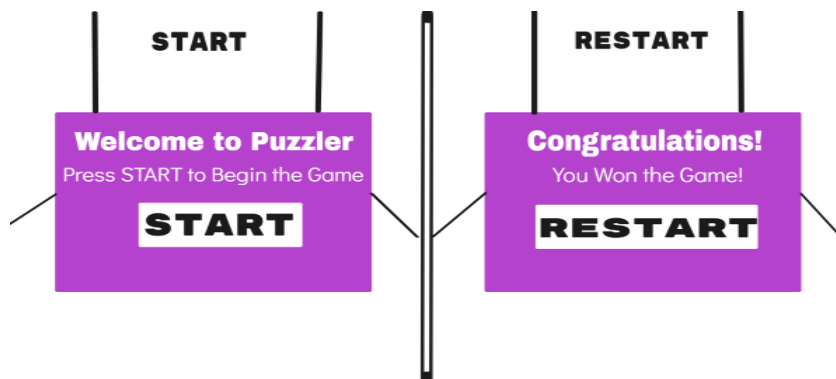 START
Welcome to Puzzler
Press START to Begin the Game
START
RESTART
Congratulations!
You Won the Game!
RESTART